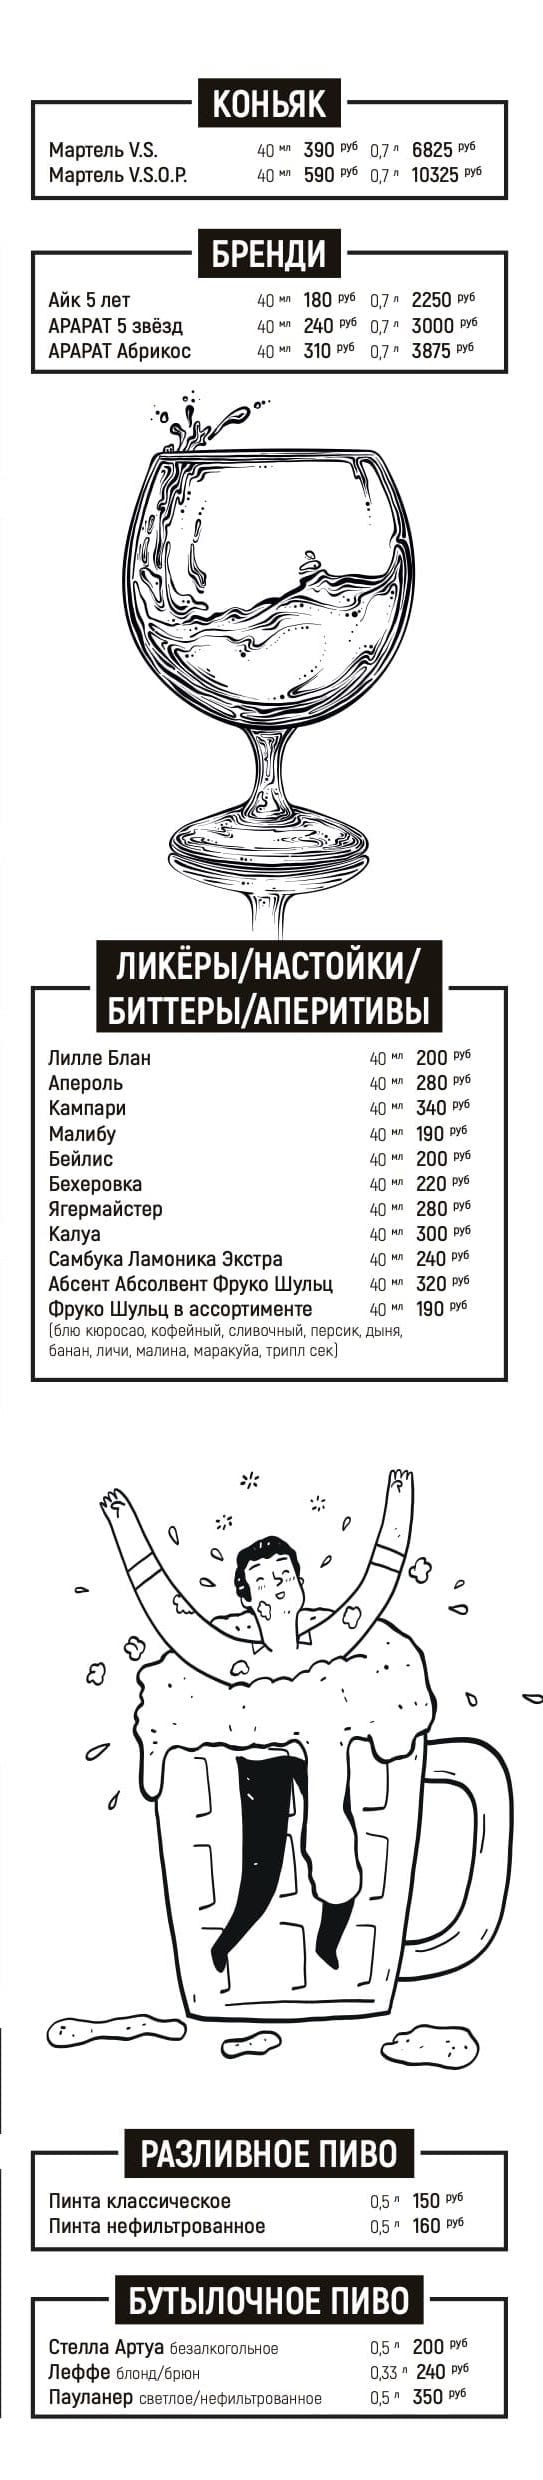 КОНЬЯК
Мартель V.S. 40 мл 390 руб 0,7 л 6825 руб
Мартель V.S.O.P. 40 мл 590 руб 0,7 л 10325 руб
БРЕНДИ
Айк 5 лет 40 мл 180 руб 0,7 л 2250 руб
АРАРАТ 5 звёзд 40 мл 240 руб 0,7 л 3000 руб
АРАРАТ Абрикос 40 мл 310 руб 0,7 л 3875 руб
ЛИКЁРЫ/НАСТОЙКИ/
БИТТЕРЫ/АПЕРИТИВЫ
Лилле Блан 40 мл 200 руб
Апероль 40 мл 280 руб
Кампари 40 мл 340 руб
Малибу 40 мл 190 руб
Бейлис 40 мл 200 руб
Бехеровка 40 мл 220 руб
Ягермайстер 40 мл 280 руб
Калуа 40 мл 300 руб
Самбука Ламоника Экстра 40 мл 240 руб
Абсент Абсолвент Фруко Шульц 40 мл 320 руб
Фруко Шульц в ассортименте 40 мл 190 руб
(блю кюросао, кофейный, сливочный, персик, дыня,
банан, личи, малина, маракуйа, трипл сек)
РАЗЛИВНОЕ ПИВО
Пинта классическое 0,5 л 150 руб
Пинта нефильтрованное 0,5 л 160 руб
БУТЫЛОЧНОЕ ПИВО
Стелла Артуа безалкогольное 0,5 л 200 руб
Леффе блонд/брюн 0,33 л 240 руб
Пауланер светлое/нефильтрованное 0,5 л 350 руб